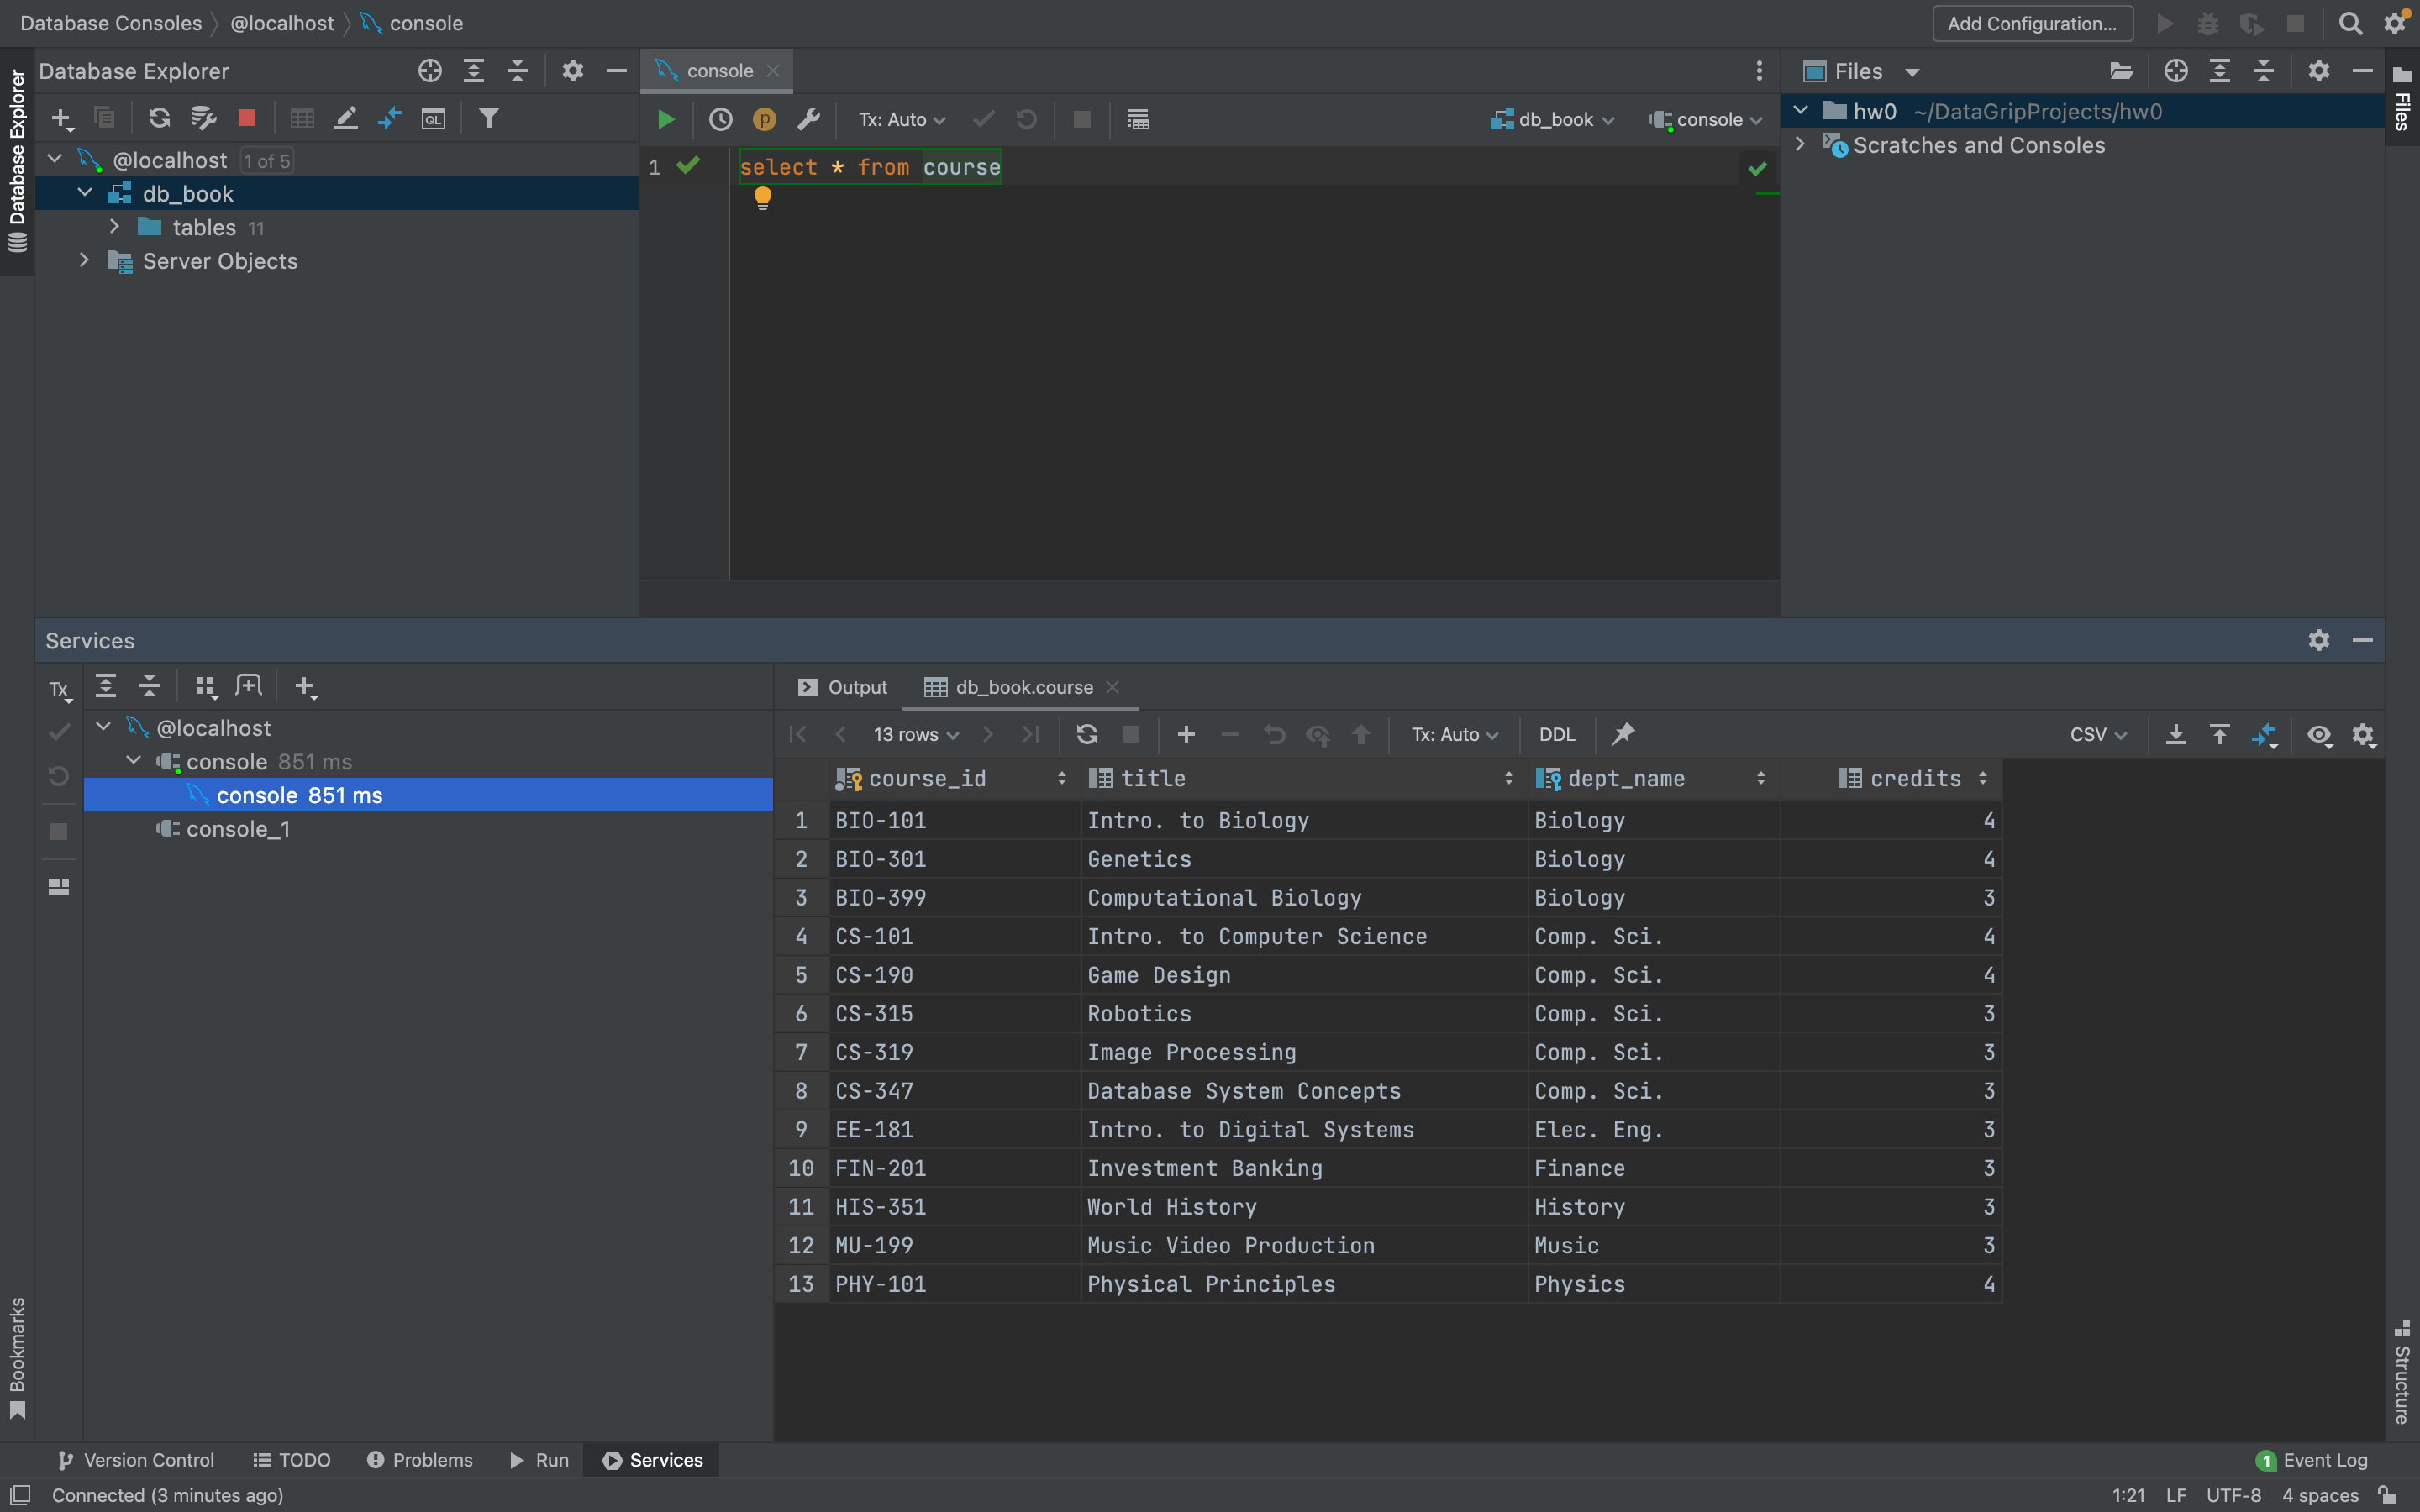 Database Consoles @localhost console
Add Configuration...
Database Explorer
@localhost 1 of 5
db_book
tables 11
Server Objects
console
Tx: Auto
db_book
console
1 select * from course
Files
hw0 ~/DataGripProjects/hw0
Scratches and Consoles
Database Explorer
Files
Services
Tx
@localhost
console 851 ms
console 851 ms
console_1
Output
db_book.course
13 rows
Tx: Auto
DDL
CSV
course_id title dept_name credits
1 BIO-101 Intro. to Biology Biology 4
2 BIO-301 Genetics Biology 4
3 BIO-399 Computational Biology Biology 3
4 CS-101 Intro. to Computer Science Comp. Sci. 4
5 CS-190 Game Design Comp. Sci. 4
6 CS-315 Robotics Comp. Sci. 3
7 CS-319 Image Processing Comp. Sci. 3
8 CS-347 Database System Concepts Comp. Sci. 3
9 EE-181 Intro. to Digital Systems Elec. Eng. 3
10 FIN-201 Investment Banking Finance 3
11 HIS-351 World History History 3
12 MU-199 Music Video Production Music 3
13 PHY-101 Physical Principles Physics 4
Bookmarks
Structure
Version Control TODO Problems Run Services
1 Event Log
Connected (3 minutes ago)
1:21 LF UTF-8 4 spaces